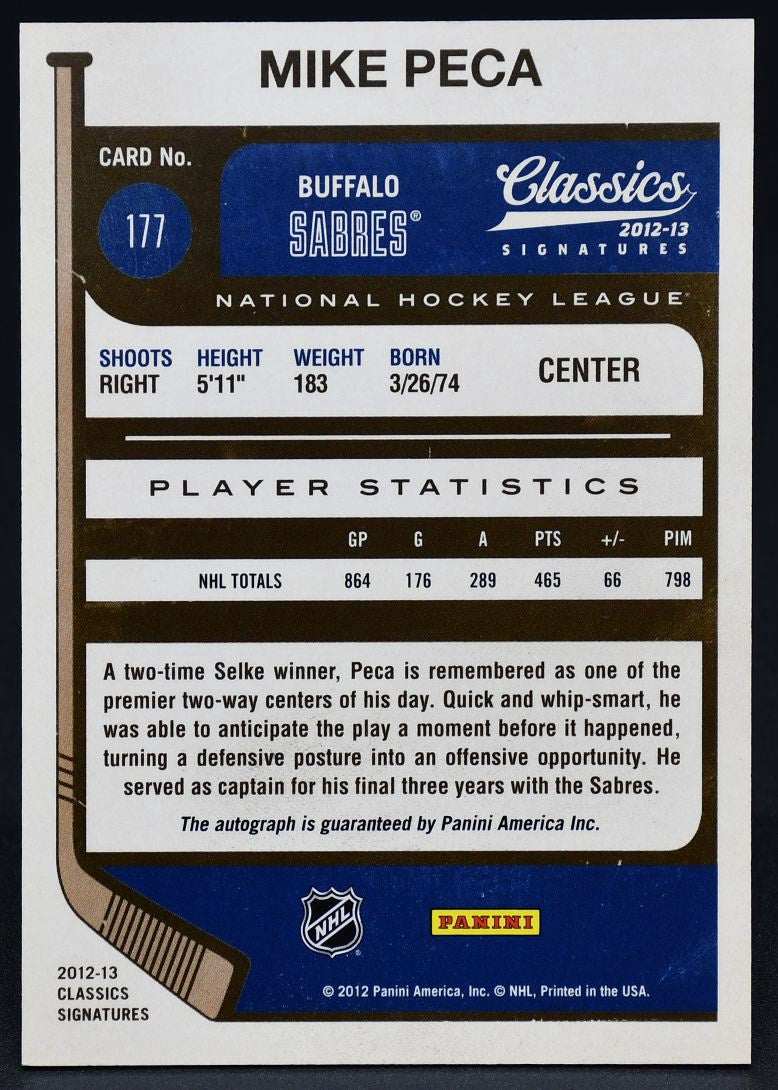 MIKE PECA
CARD No.
177
BUFFALO
SABRES®
Classics
2012-13
SIGNATURES
NATIONAL HOCKEY LEAGUE
SHOOTS HEIGHT WEIGHT BORN
RIGHT 5'11" 183 3/26/74
CENTER
PLAYER STATISTICS
GP G A PTS +/- PIM
NHL TOTALS 864 176 289 465 66 798
A two-time Selke winner, Peca is remembered as one of the
premier two-way centers of his day. Quick and whip-smart, he
was able to anticipate the play a moment before it happened,
turning a defensive posture into an offensive opportunity. He
served as captain for his final three years with the Sabres.
The autograph is guaranteed by Panini America Inc.
NHL ®
PANINI
2012-13
CLASSICS
SIGNATURES
© 2012 Panini America, Inc. © NHL, Printed in the USA.